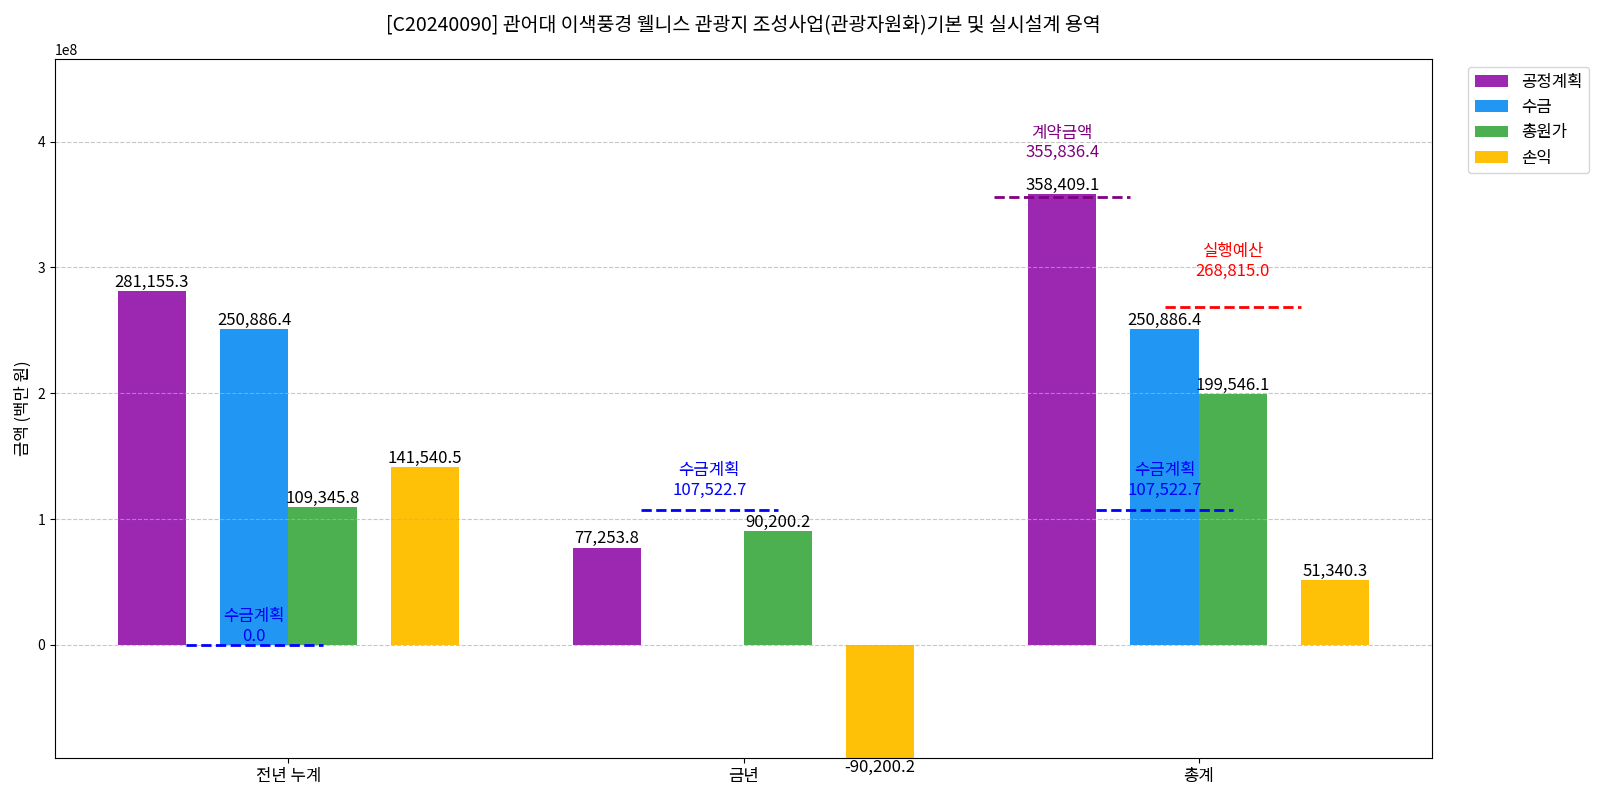 [C20240090] 관어대 이색풍경 웰니스 관광지 조성사업(관광자원화)기본 및 실시설계 용역
1e8
공정계획
수금
총원가
손익
금액 (백만 원)
4
3
2
1
0
계약금액
355,836.4
358,409.1
실행예산
268,815.0
281,155.3
250,886.4
250,886.4
199,546.1
141,540.5
109,345.8
수금계획
107,522.7
수금계획
107,522.7
90,200.2
77,253.8
51,340.3
수금계획
0.0
-90,200.2
전년 누계
금년
총계